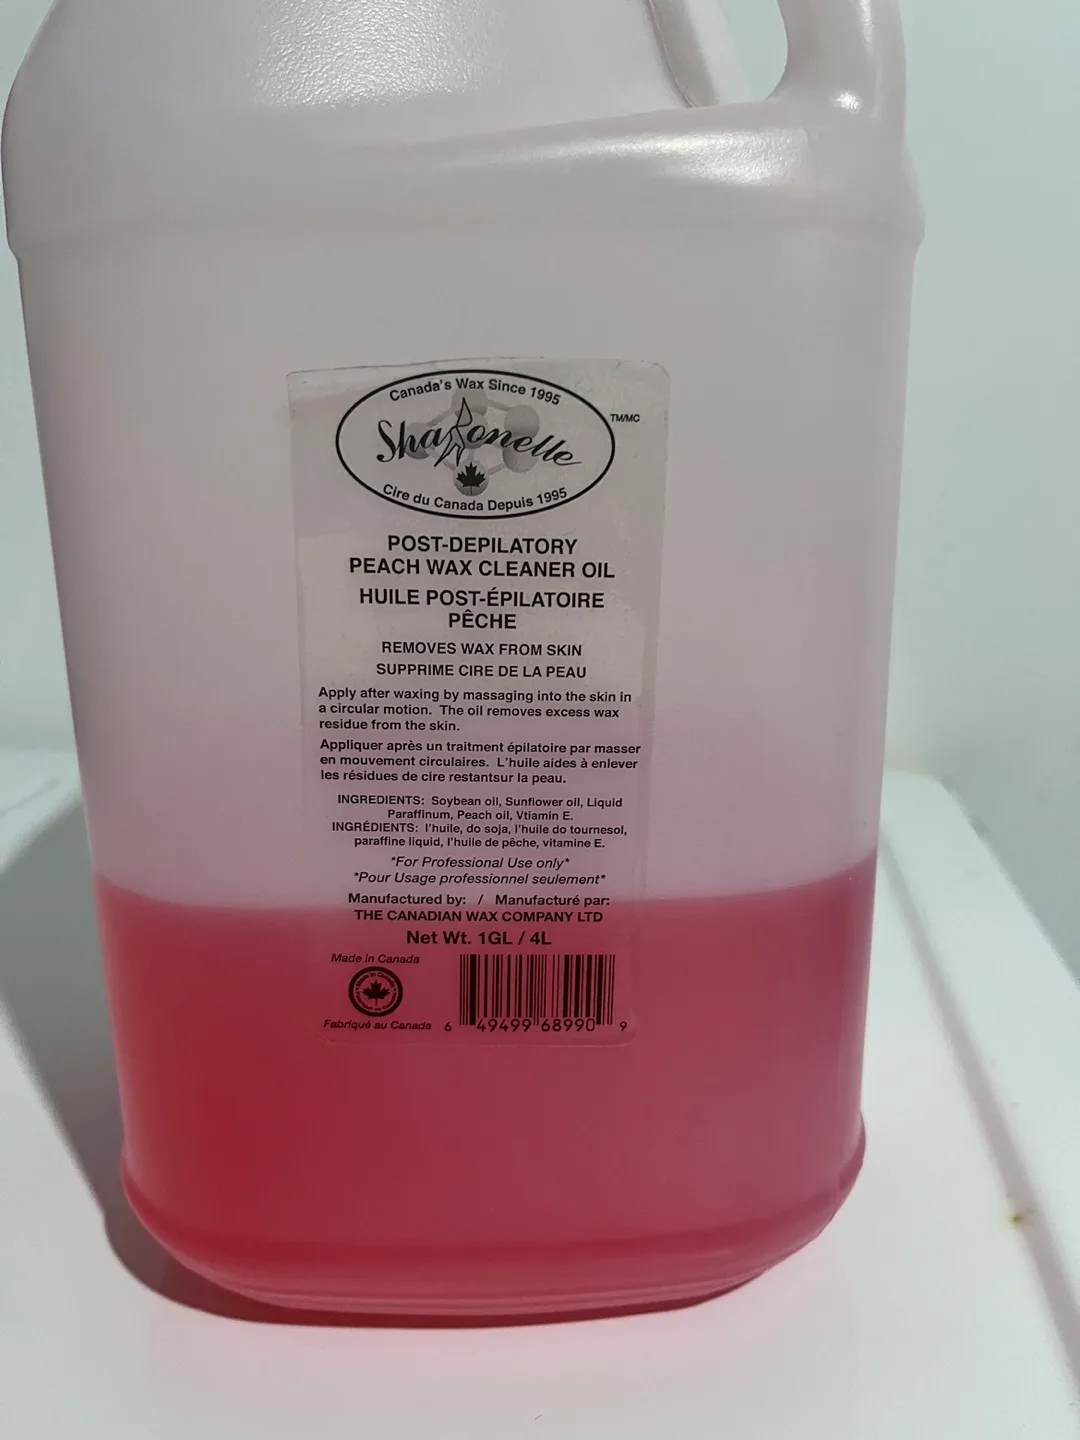 Canada's Wax Since 1995
Sharonelle
TM/MC
Cire du Canada Depuis 1995
POST-DEPILATORY
PEACH WAX CLEANER OIL
HUILE POST-ÉPILATOIRE
PÊCHE
REMOVES WAX FROM SKIN
SUPPRIME CIRE DE LA PEAU
Apply after waxing by massaging into the skin in
a circular motion. The oil removes excess wax
residue from the skin.
Appliquer après un traitment épilatoire par masser
en mouvement circulaires. L'huile aides à enlever
les résidues de cire restantsur la peau.
INGREDIENTS: Soybean oil, Sunflower oil, Liquid
Paraffinum, Peach oil, Vtiamin E.
INGRÉDIENTS: l'huile, do soja, l'huile do tournesol,
paraffine liquid, l'huile de pêche, vitamine E.
*For Professional Use only*
*Pour Usage professionnel seulement*
Manufactured by: / Manufacturé par:
THE CANADIAN WAX COMPANY LTD
Net Wt. 1GL / 4L
Made in Canada
Fabriqué au Canada
6 49499 68990 9